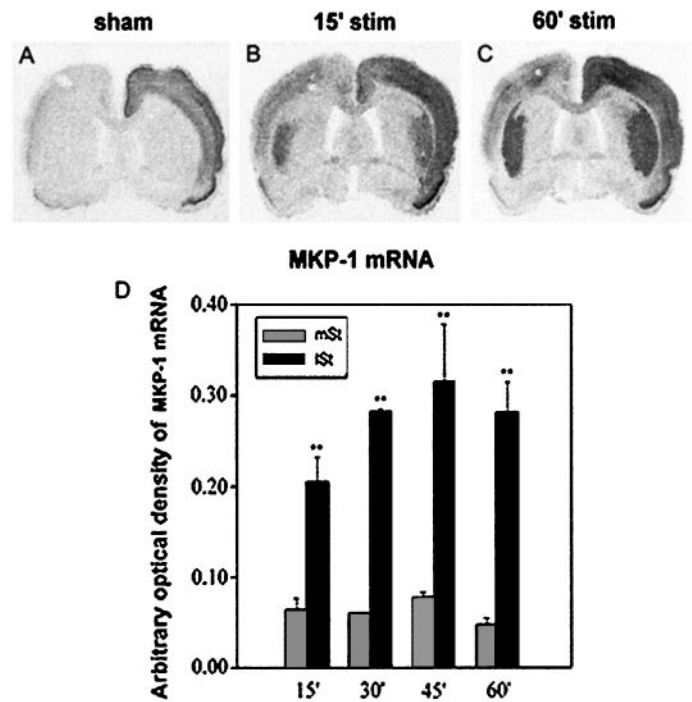 sham
15' stim
60' stim
A
B
C
MKP-1 mRNA
D
Arbitrary optical density of MKP-1 mRNA
0.40
0.30
0.20
0.10
0.00
mSt
lSt
**
**
**
**
15'
30'
45'
60'